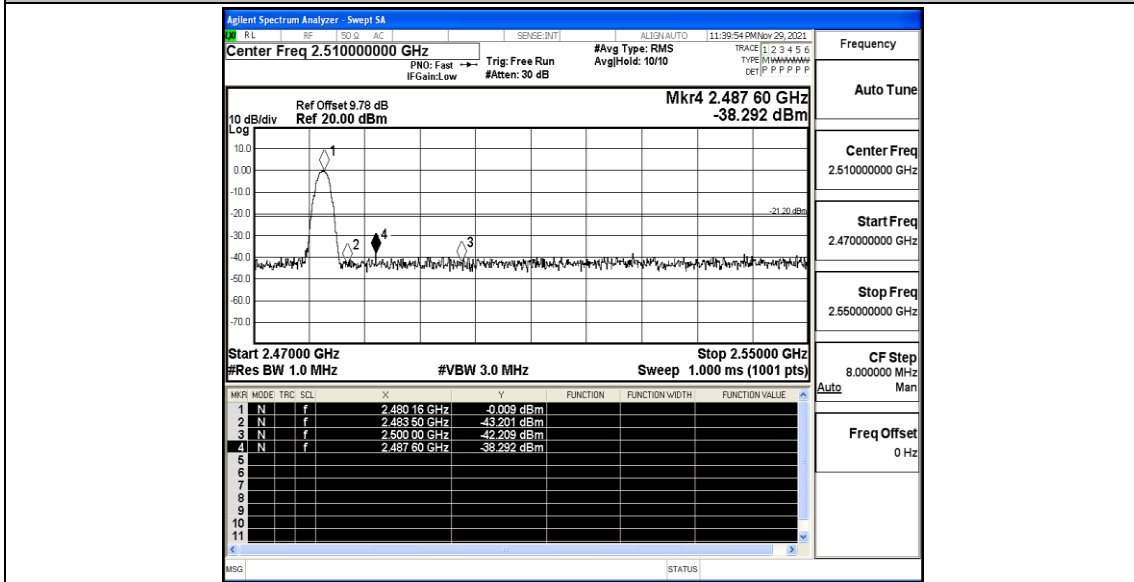 Agilent Spectrum Analyzer - Swept SA
RL RF 50 Ω AC SENSE:INT ALIGNAUTO 11:39:54 PM Nov 29, 2021
Center Freq 2.510000000 GHz
PNO: Fast
IFGain:Low
Trig: Free Run
#Atten: 30 dB
#Avg Type: RMS
Avg|Hold: 10/10
TRACE 1 2 3 4 5 6
TYPE M WWWWW
DET P P P P P P
Ref Offset 9.78 dB
10 dB/div Ref 20.00 dBm
Log
Mkr4 2.487 60 GHz
-38.292 dBm
10.0
0.00
-10.0
-20.0
-30.0
-40.0
-50.0
-60.0
-70.0
1
2
4
3
-21.20 dBm
Start 2.47000 GHz Stop 2.55000 GHz
#Res BW 1.0 MHz #VBW 3.0 MHz Sweep 1.000 ms (1001 pts)
MKR MODE TRC SCL X Y FUNCTION FUNCTION WIDTH FUNCTION VALUE
1 N f 2.480 16 GHz -0.009 dBm
2 N f 2.483 50 GHz -43.201 dBm
3 N f 2.500 00 GHz -42.209 dBm
4 N f 2.487 60 GHz -38.292 dBm
5
6
7
8
9
10
11
MSG STATUS
Frequency
Auto Tune
Center Freq
2.510000000 GHz
Start Freq
2.470000000 GHz
Stop Freq
2.550000000 GHz
CF Step
8.000000 MHz
Auto Man
Freq Offset
0 Hz